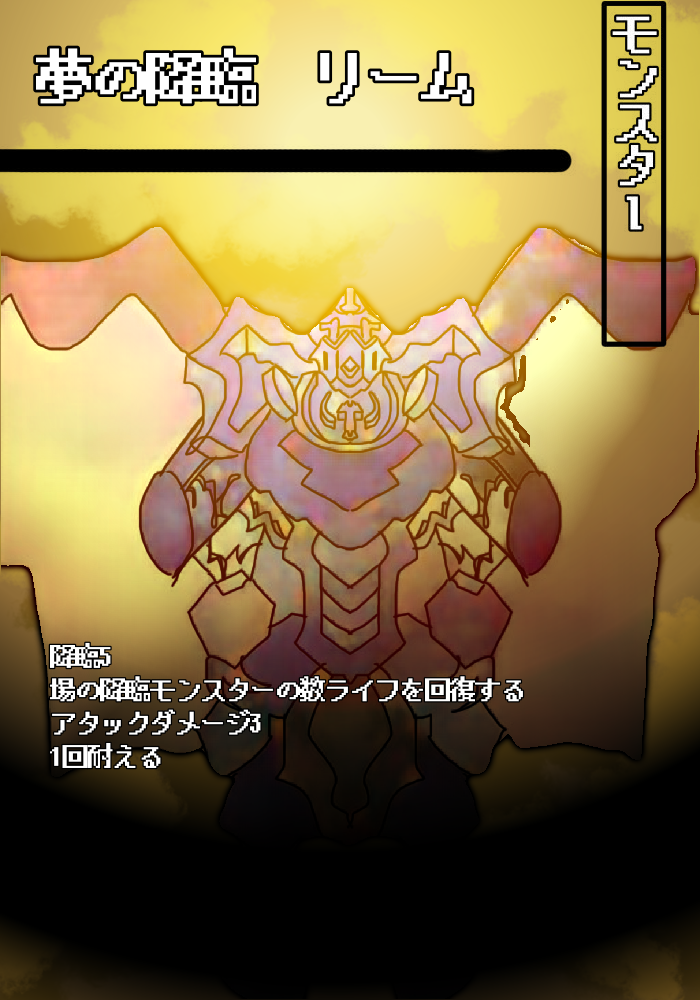 夢の降臨　リーム
モンスター
降臨5
場の降臨モンスターの数ライフを回復する
アタックダメージ3
1回耐える